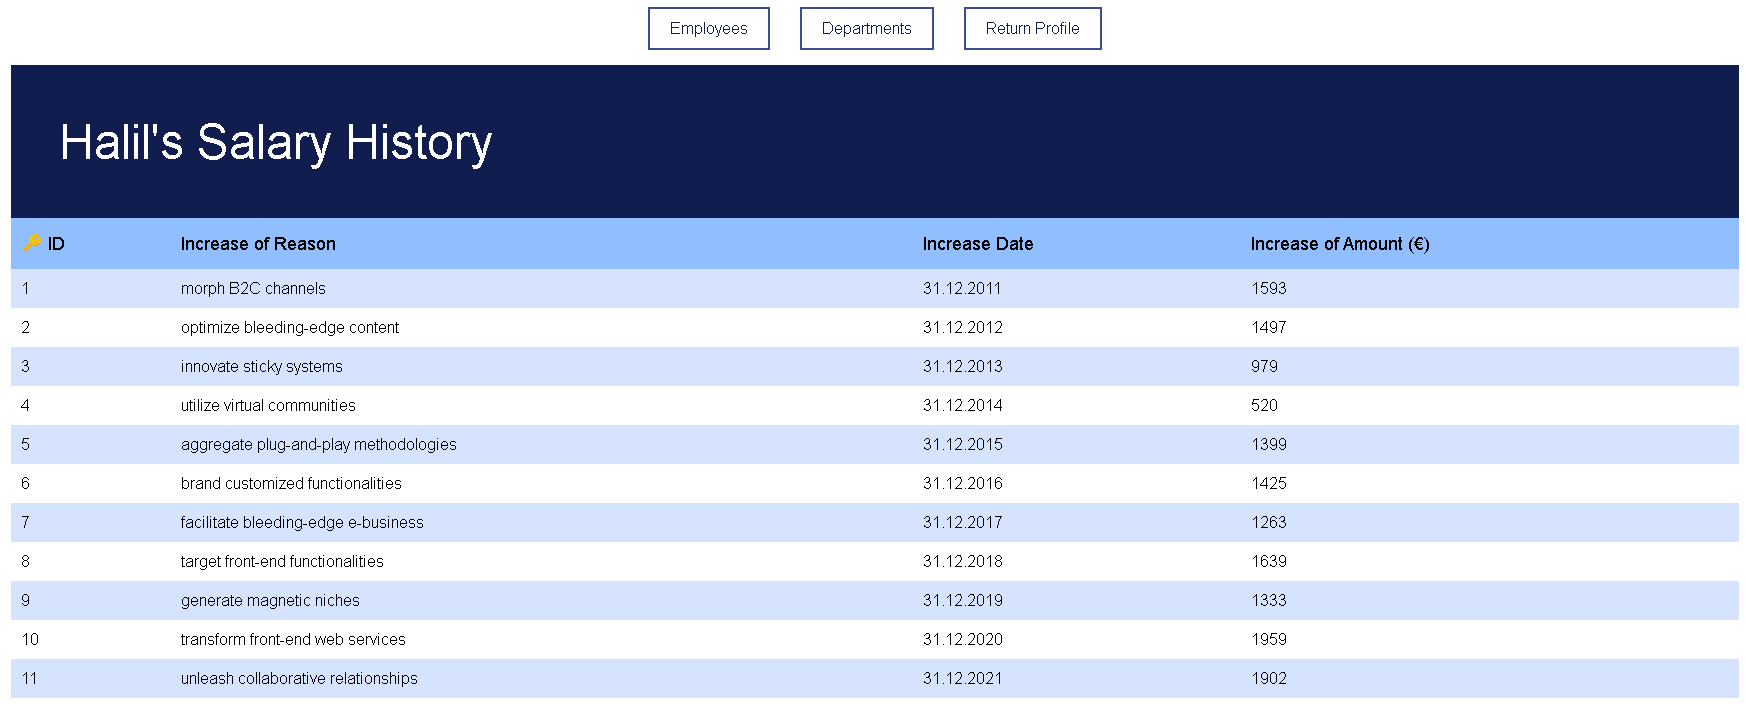 Employees Departments Return Profile
Halil's Salary History
🔑 ID Increase of Reason Increase Date Increase of Amount (€)
1 morph B2C channels 31.12.2011 1593
2 optimize bleeding-edge content 31.12.2012 1497
3 innovate sticky systems 31.12.2013 979
4 utilize virtual communities 31.12.2014 520
5 aggregate plug-and-play methodologies 31.12.2015 1399
6 brand customized functionalities 31.12.2016 1425
7 facilitate bleeding-edge e-business 31.12.2017 1263
8 target front-end functionalities 31.12.2018 1639
9 generate magnetic niches 31.12.2019 1333
10 transform front-end web services 31.12.2020 1959
11 unleash collaborative relationships 31.12.2021 1902